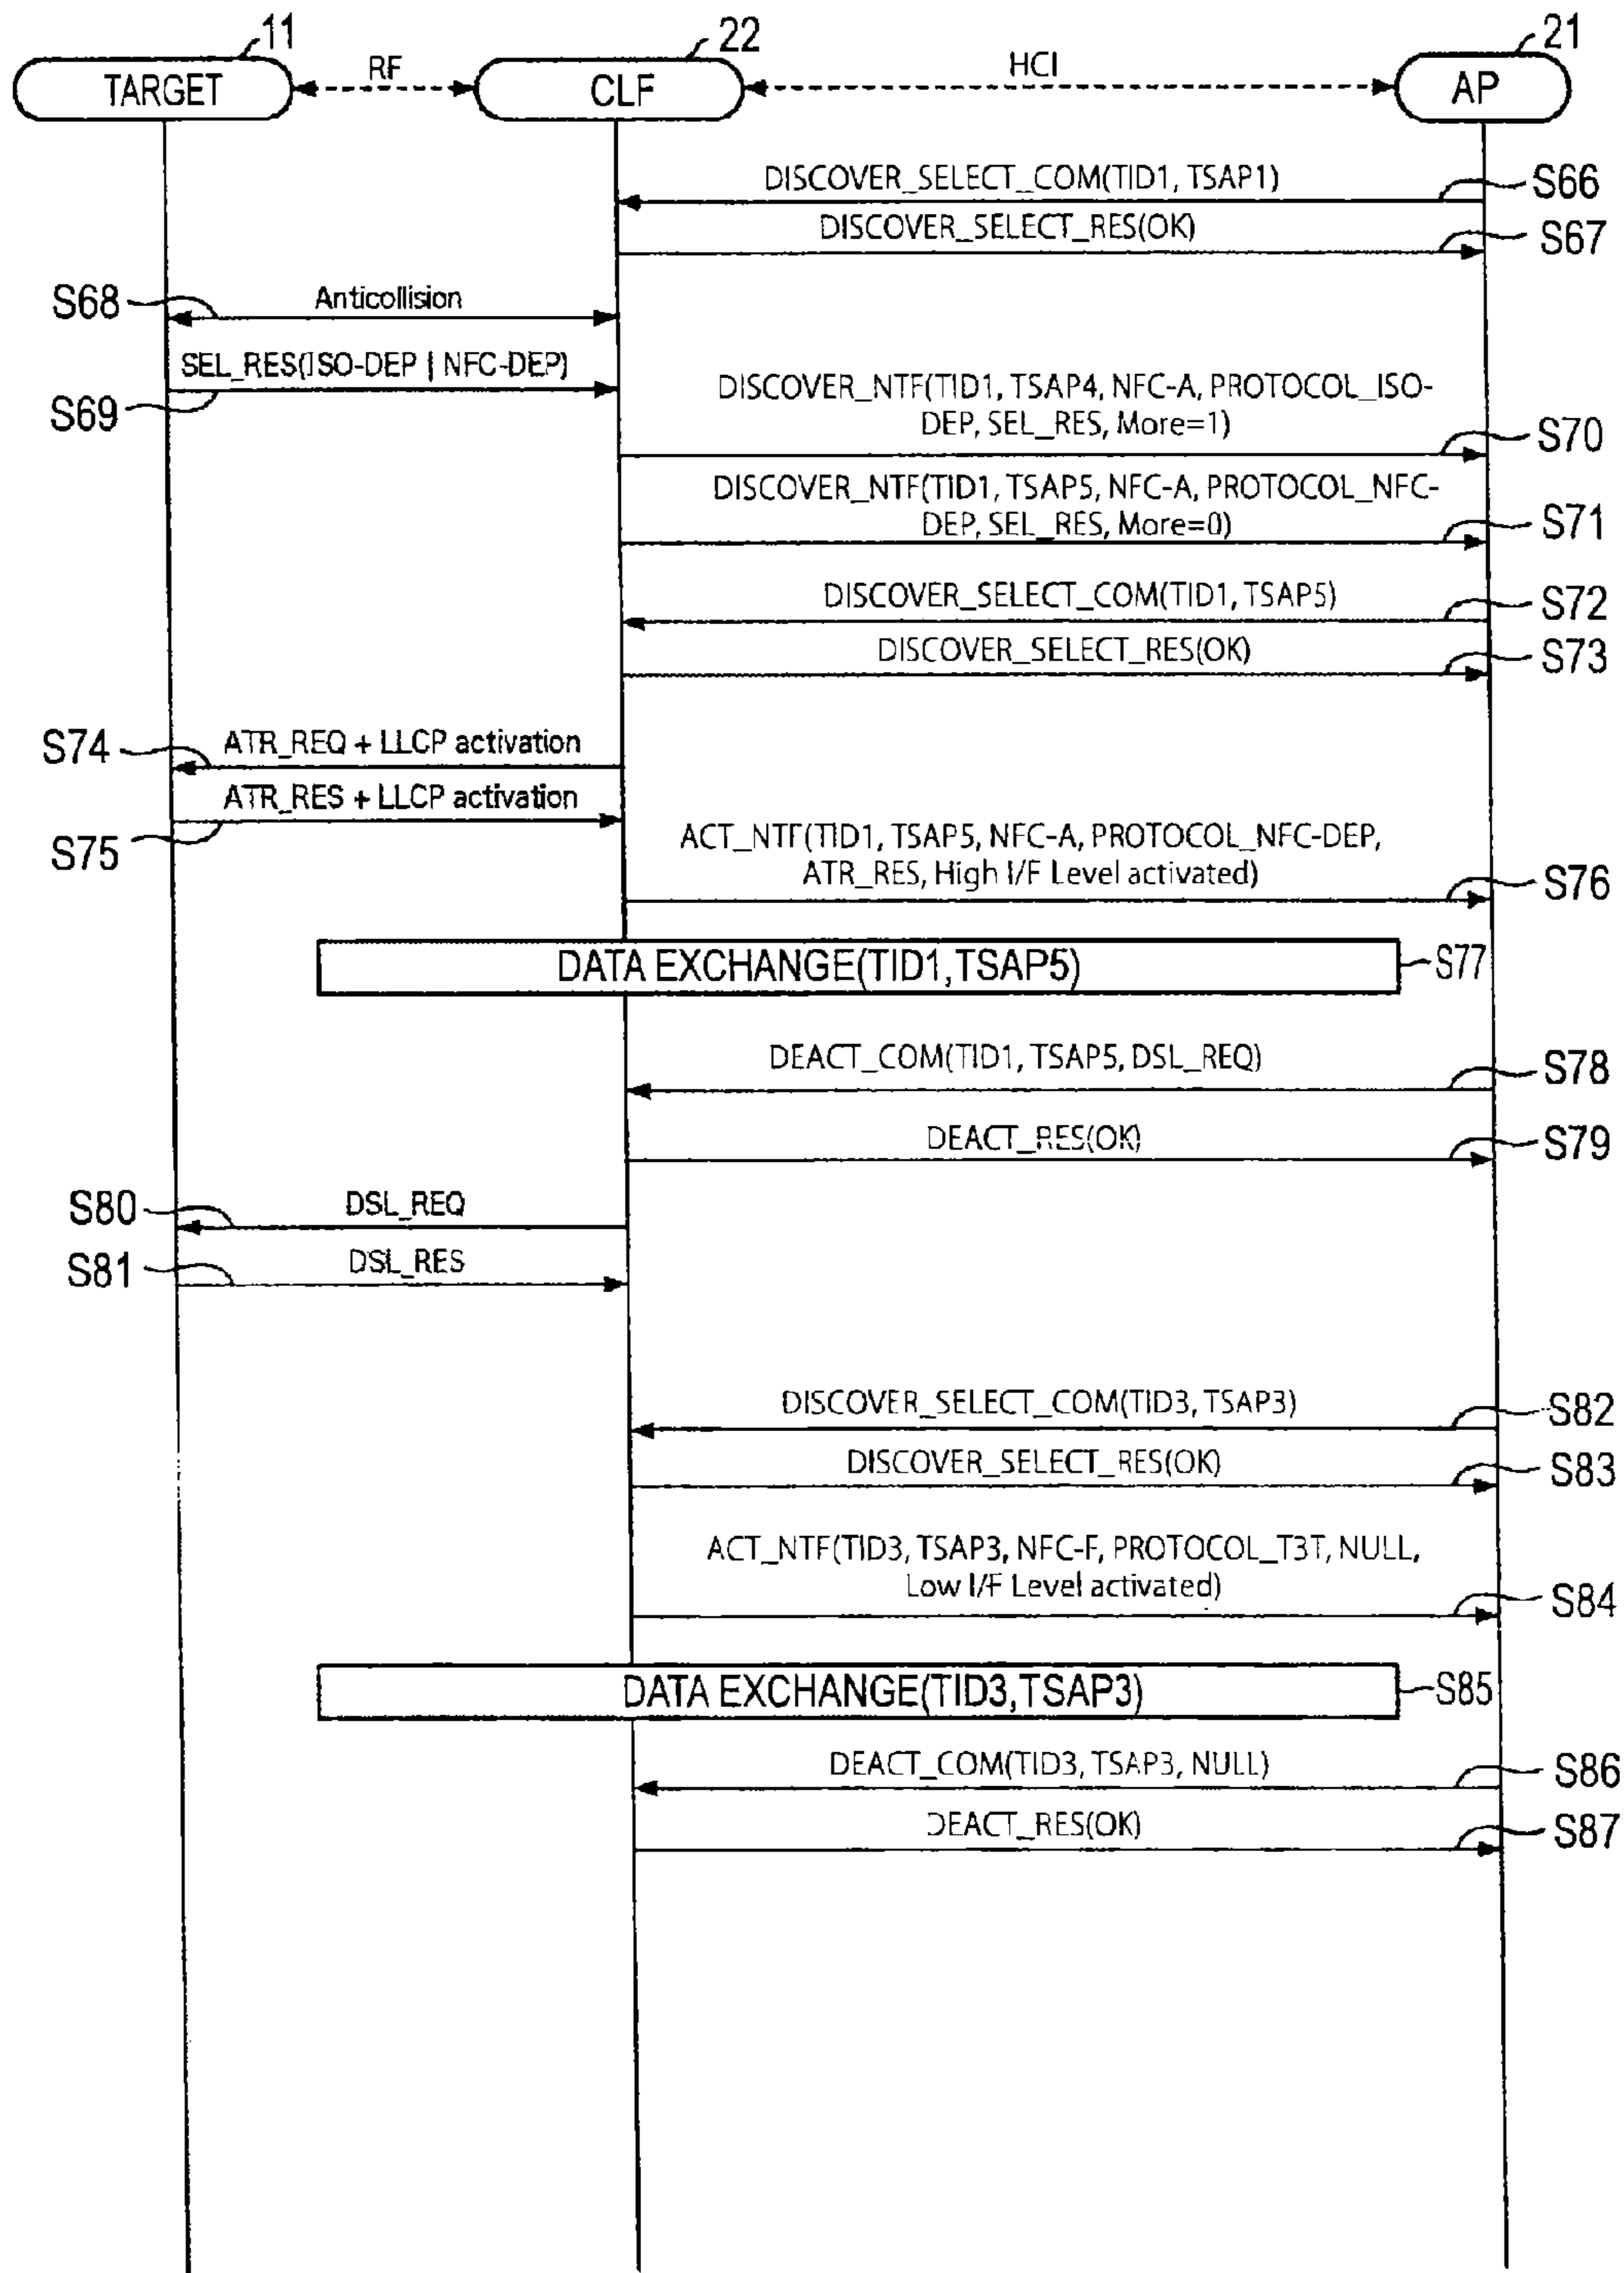 11
22
21
TARGET
RF
CLF
HCI
AP
DISCOVER_SELECT_COM(TID1, TSAP1)
S66
DISCOVER_SELECT_RES(OK)
S67
S68
Anticollision
SEL_RES(ISO-DEP | NFC-DEP)
S69
DISCOVER_NTF(TID1, TSAP4, NFC-A, PROTOCOL_ISO-
DEP, SEL_RES, More=1)
S70
DISCOVER_NTF(TID1, TSAP5, NFC-A, PROTOCOL_NFC-
DEP, SEL_RES, More=0)
S71
DISCOVER_SELECT_COM(TID1, TSAP5)
S72
DISCOVER_SELECT_RES(OK)
S73
S74
ATR_REQ + LLCP activation
ATR_RES + LLCP activation
S75
ACT_NTF(TID1, TSAP5, NFC-A, PROTOCOL_NFC-DEP,
ATR_RES, High I/F Level activated)
S76
DATA EXCHANGE(TID1,TSAP5)
S77
DEACT_COM(TID1, TSAP5, DSL_REQ)
S78
DEACT_RES(OK)
S79
S80
DSL_REQ
S81
DSL_RES
DISCOVER_SELECT_COM(TID3, TSAP3)
S82
DISCOVER_SELECT_RES(OK)
S83
ACT_NTF(TID3, TSAP3, NFC-F, PROTOCOL_T3T, NULL,
Low I/F Level activated)
S84
DATA EXCHANGE(TID3,TSAP3)
S85
DEACT_COM(TID3, TSAP3, NULL)
S86
DEACT_RES(OK)
S87